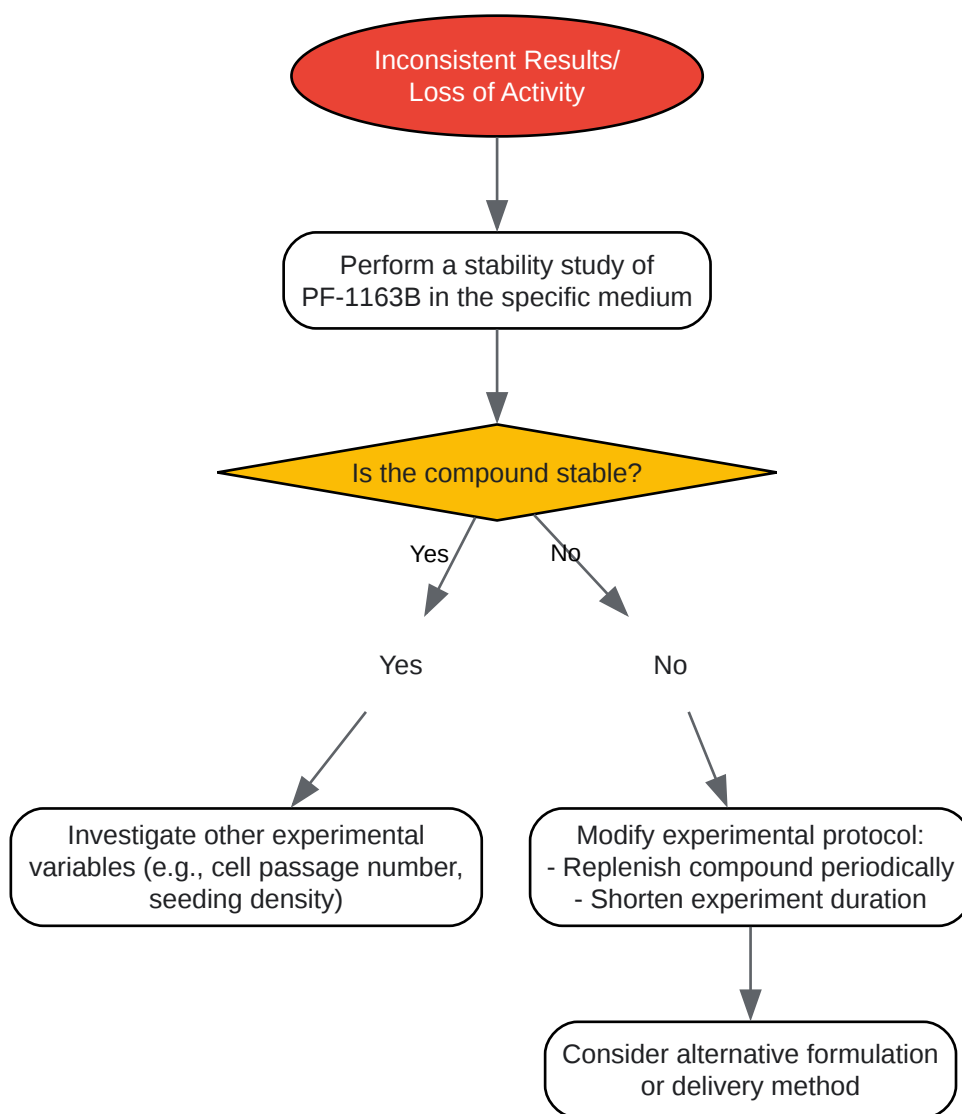 Inconsistent Results/
Loss of Activity
Perform a stability study of
PF-1163B in the specific medium
Is the compound stable?
Yes
No
Yes
No
Investigate other experimental
variables (e.g., cell passage number,
seeding density)
Modify experimental protocol:
- Replenish compound periodically
- Shorten experiment duration
Consider alternative formulation
or delivery method